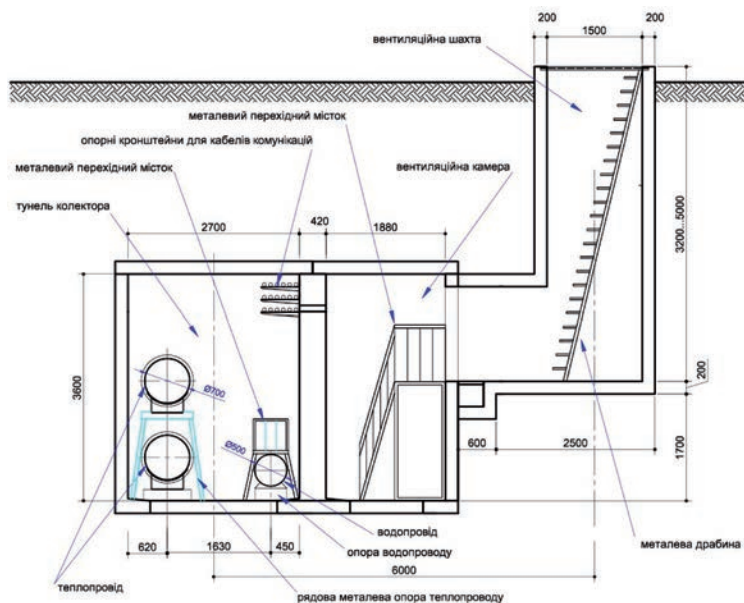 200
200
1500
вентиляційна шахта
металевий перехідний місток
опорні кронштейни для кабелів комунікацій
металевий перехідний місток
вентиляційна камера
тунель колектора
2700
420
1880
3200...5000
3600
Ø700
Ø500
200
600
2500
1700
водопровід
620
1630
450
опора водопроводу
металева драбина
6000
теплопровід
рядова металева опора теплопроводу